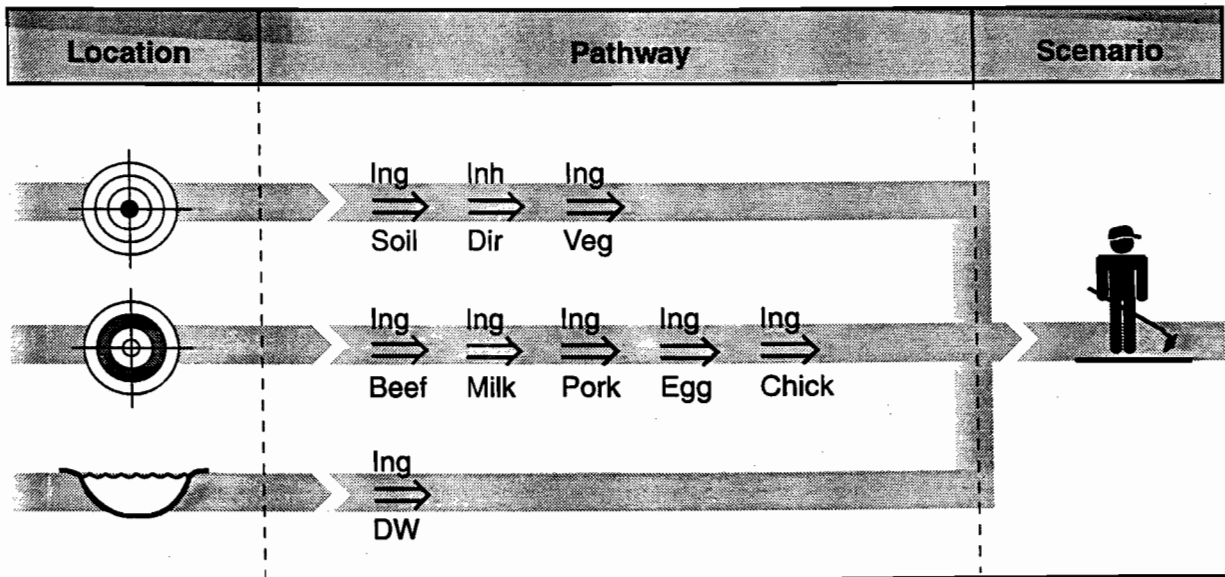 Location Pathway Scenario
Ing Inh Ing
Soil Dir Veg
Ing Ing Ing Ing Ing
Beef Milk Pork Egg Chick
Ing
DW